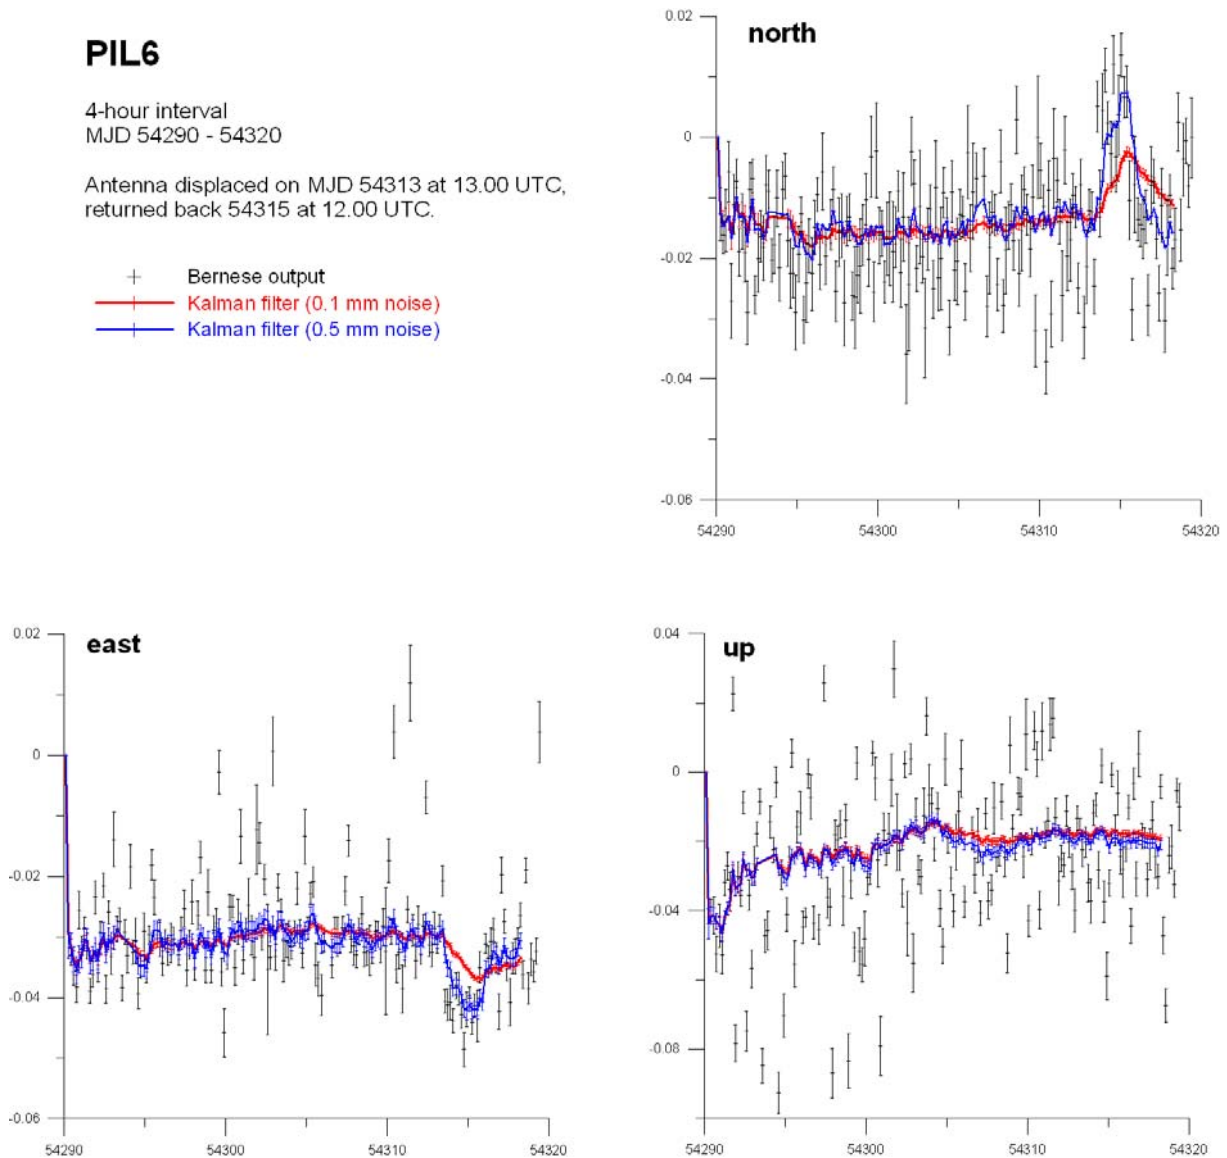 PIL6
4-hour interval
MJD 54290 - 54320
Antenna displaced on MJD 54313 at 13.00 UTC,
returned back 54315 at 12.00 UTC.
Bernese output
Kalman filter (0.1 mm noise)
Kalman filter (0.5 mm noise)
north
0.02
0
-0.02
-0.04
-0.06
54290
54300
54310
54320
east
0.02
0
-0.02
-0.04
-0.06
54290
54300
54310
54320
up
0.04
0
-0.04
-0.08
54290
54300
54310
54320